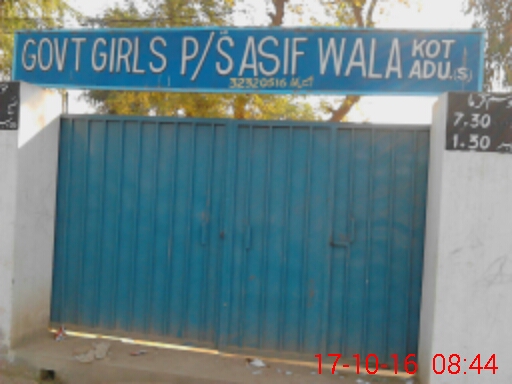 GOVT GIRLS P/S ASIF WALA KOT ADU.(S)
32320516
7.30
1.30
17-10-16 08:44